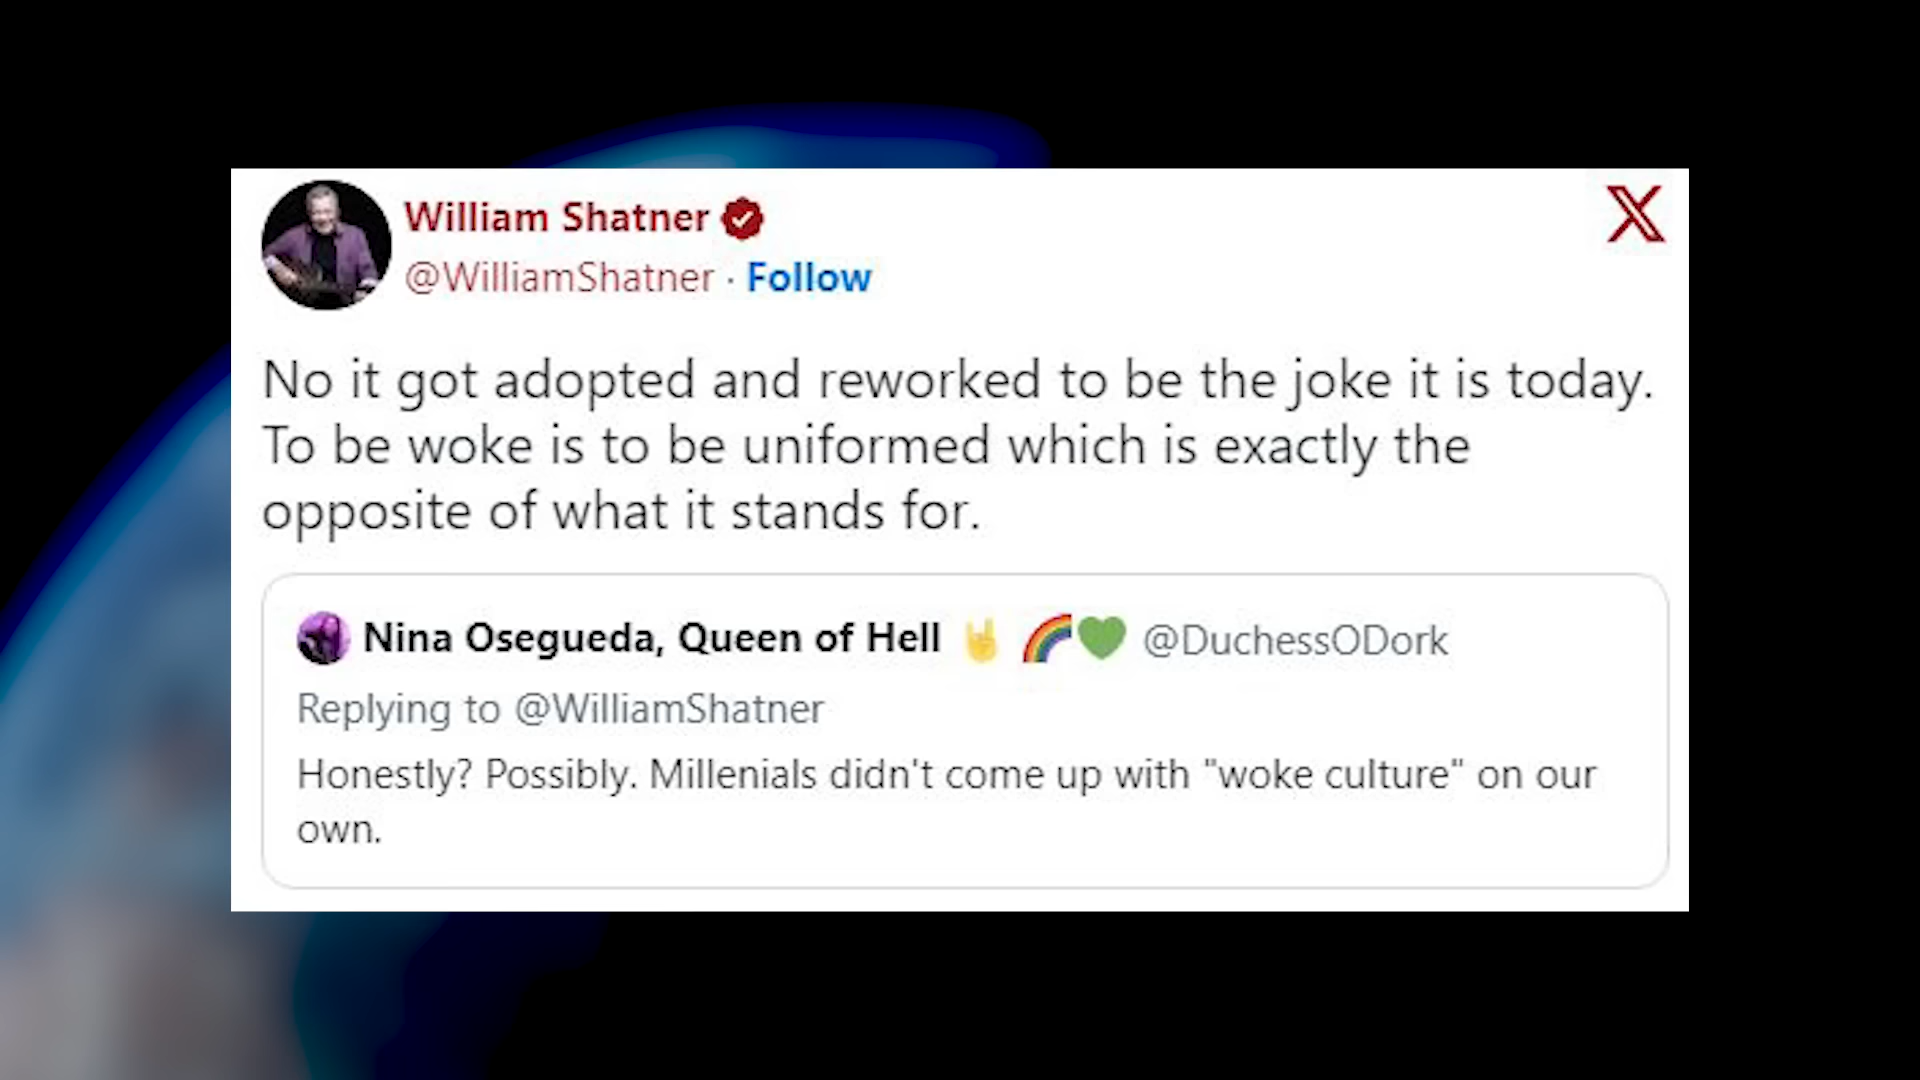 William Shatner
@WilliamShatner · Follow
No it got adopted and reworked to be the joke it is today.
To be woke is to be uniformed which is exactly the
opposite of what it stands for.
Nina Osegueda, Queen of Hell 🤘 🌈💚 @DuchessODork
Replying to @WilliamShatner
Honestly? Possibly. Millenials didn't come up with "woke culture" on our
own.